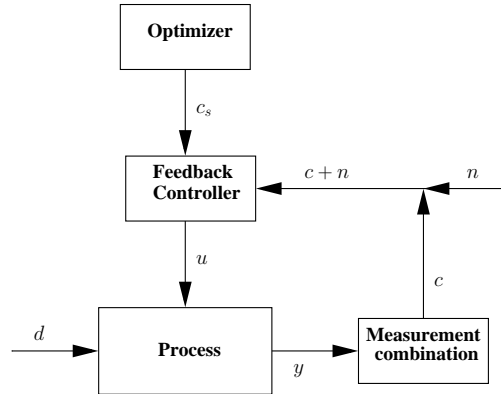 Optimizer
c_s
Feedback
Controller
c + n
n
u
c
d
Process
y
Measurement
combination